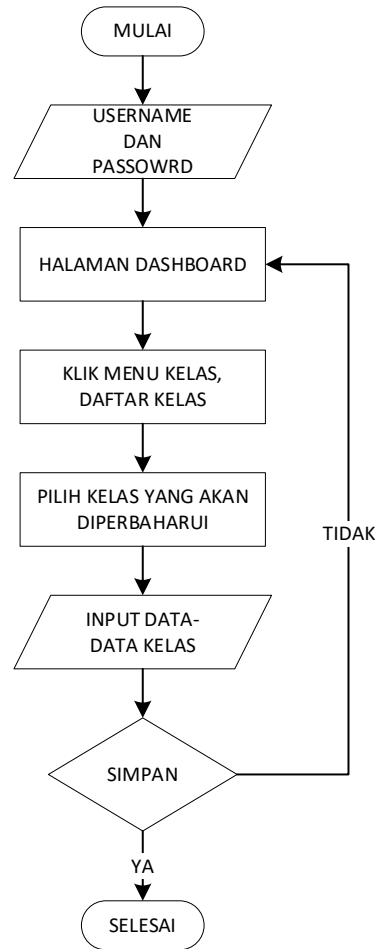 MULAI
USERNAME
DAN
PASSOWRD
HALAMAN DASHBOARD
KLIK MENU KELAS,
DAFTAR KELAS
PILIH KELAS YANG AKAN
DIPERBAHARUI
TIDAK
INPUT DATA-
DATA KELAS
SIMPAN
YA
SELESAI